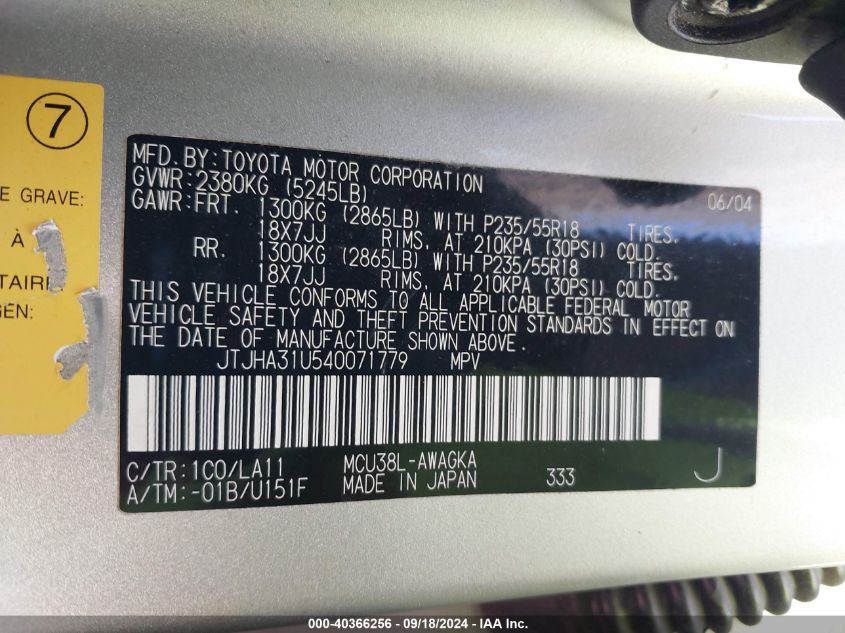 7
E GRAVE:
À
TAIRE
GEN:
MFD. BY: TOYOTA MOTOR CORPORATION
GVWR: 2380KG (5245LB) 06/04
GAWR: FRT. 1300KG (2865LB) WITH P235/55R18 TIRES,
18X7JJ RIMS, AT 210KPA (30PSI) COLD.
RR. 1300KG (2865LB) WITH P235/55R18 TIRES,
18X7JJ RIMS, AT 210KPA (30PSI) COLD.
THIS VEHICLE CONFORMS TO ALL APPLICABLE FEDERAL MOTOR
VEHICLE SAFETY AND THEFT PREVENTION STANDARDS IN EFFECT ON
THE DATE OF MANUFACTURE SHOWN ABOVE.
JTJHA31U540071779 MPV
C/TR: 1C0/LA11 MCU38L-AWAGKA
A/TM: -01B/U151F MADE IN JAPAN 333 J
000-40366256 - 09/18/2024 - IAA Inc.